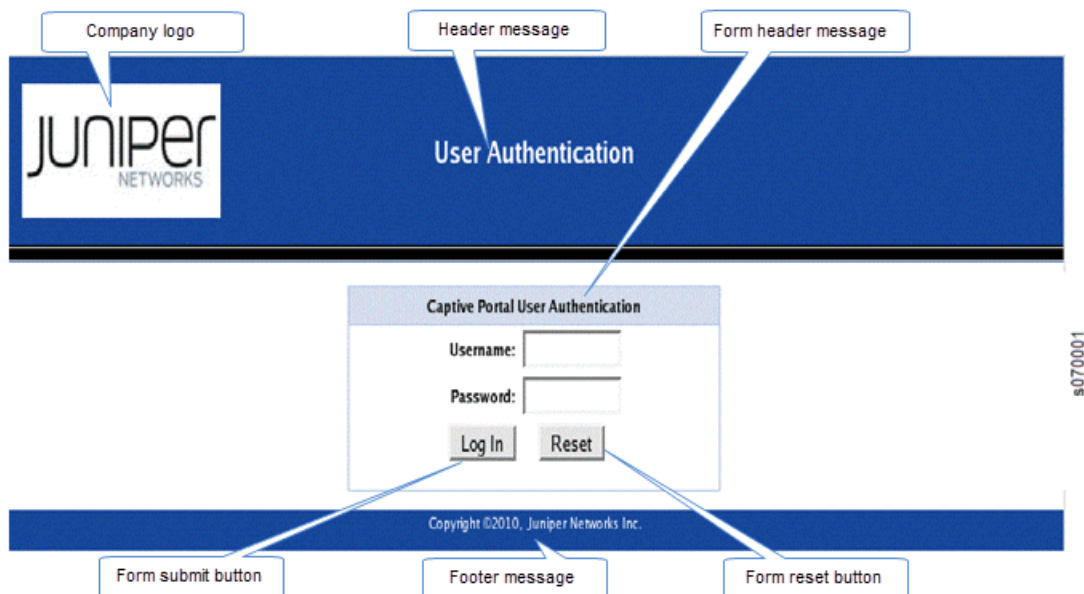 Company logo
Header message
Form header message
JUNIPER
NETWORKS
User Authentication
Captive Portal User Authentication
Username:
Password:
Log In
Reset
s070001
Copyright ©2010, Juniper Networks Inc.
Form submit button
Footer message
Form reset button